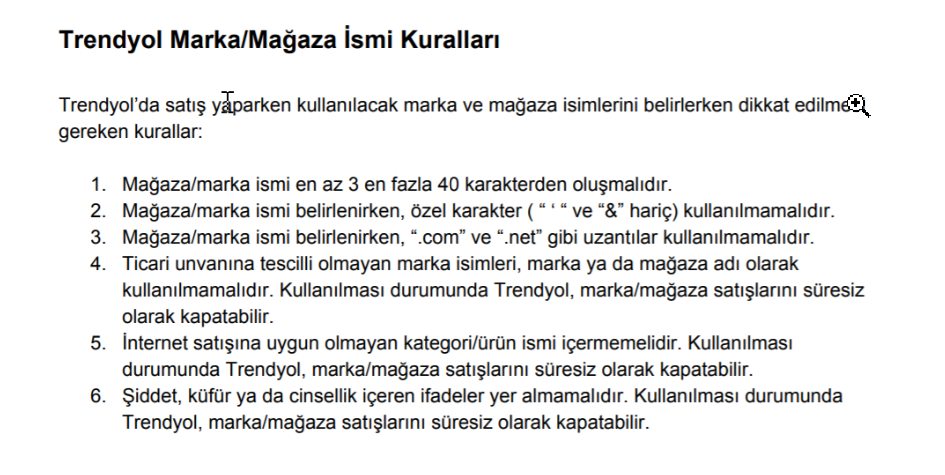 Trendyol Marka/Mağaza İsmi Kuralları
Trendyol’da satış yaparken kullanılacak marka ve mağaza isimlerini belirlerken dikkat
gereken kurallar:
1. Mağaza/marka ismi en az 3 en fazla 40 karakterden oluşmalıdır.
2. Mağaza/marka ismi belirlenirken, özel karakter ( “ ‘ “ ve “&” hariç) kullanılmamalıdır.
3. Mağaza/marka ismi belirlenirken, “.com” ve “.net” gibi uzantılar kullanılmamalıdır.
4. Ticari unvanına tescilli olmayan marka isimleri, marka ya da mağaza adı olarak
kullanılmamalıdır. Kullanılması durumunda Trendyol, marka/mağaza satışlarını süresiz
olarak kapatabilir.
5. İnternet satışına uygun olmayan kategori/ürün ismi içermemelidir. Kullanılması
durumunda Trendyol, marka/mağaza satışlarını süresiz olarak kapatabilir.
6. Şiddet, küfür ya da cinsellik içeren ifadeler yer almamalıdır. Kullanılması durumunda
Trendyol, marka/mağaza satışlarını süresiz olarak kapatabilir.